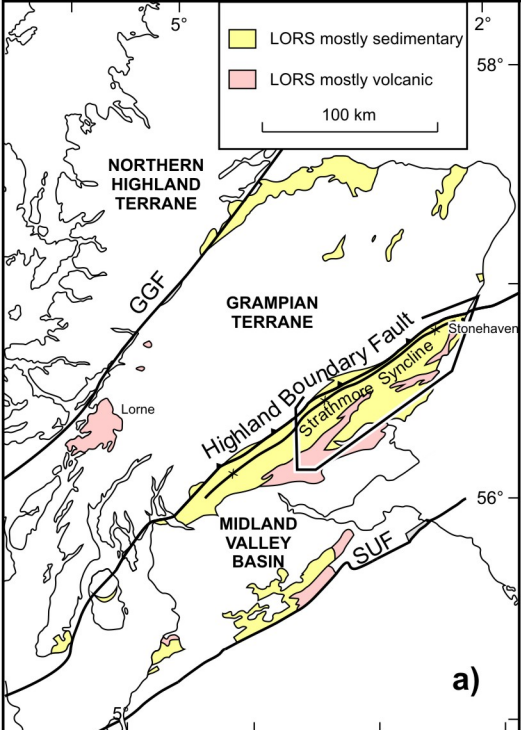 5°
2°
LORS mostly sedimentary
58°
LORS mostly volcanic
100 km
NORTHERN
HIGHLAND
TERRANE
GGF
GRAMPIAN
TERRANE
Highland Boundary Fault
Stonehaven
Strathmore Syncline
Lorne
56°
MIDLAND
VALLEY
BASIN
SUF
a)
5°